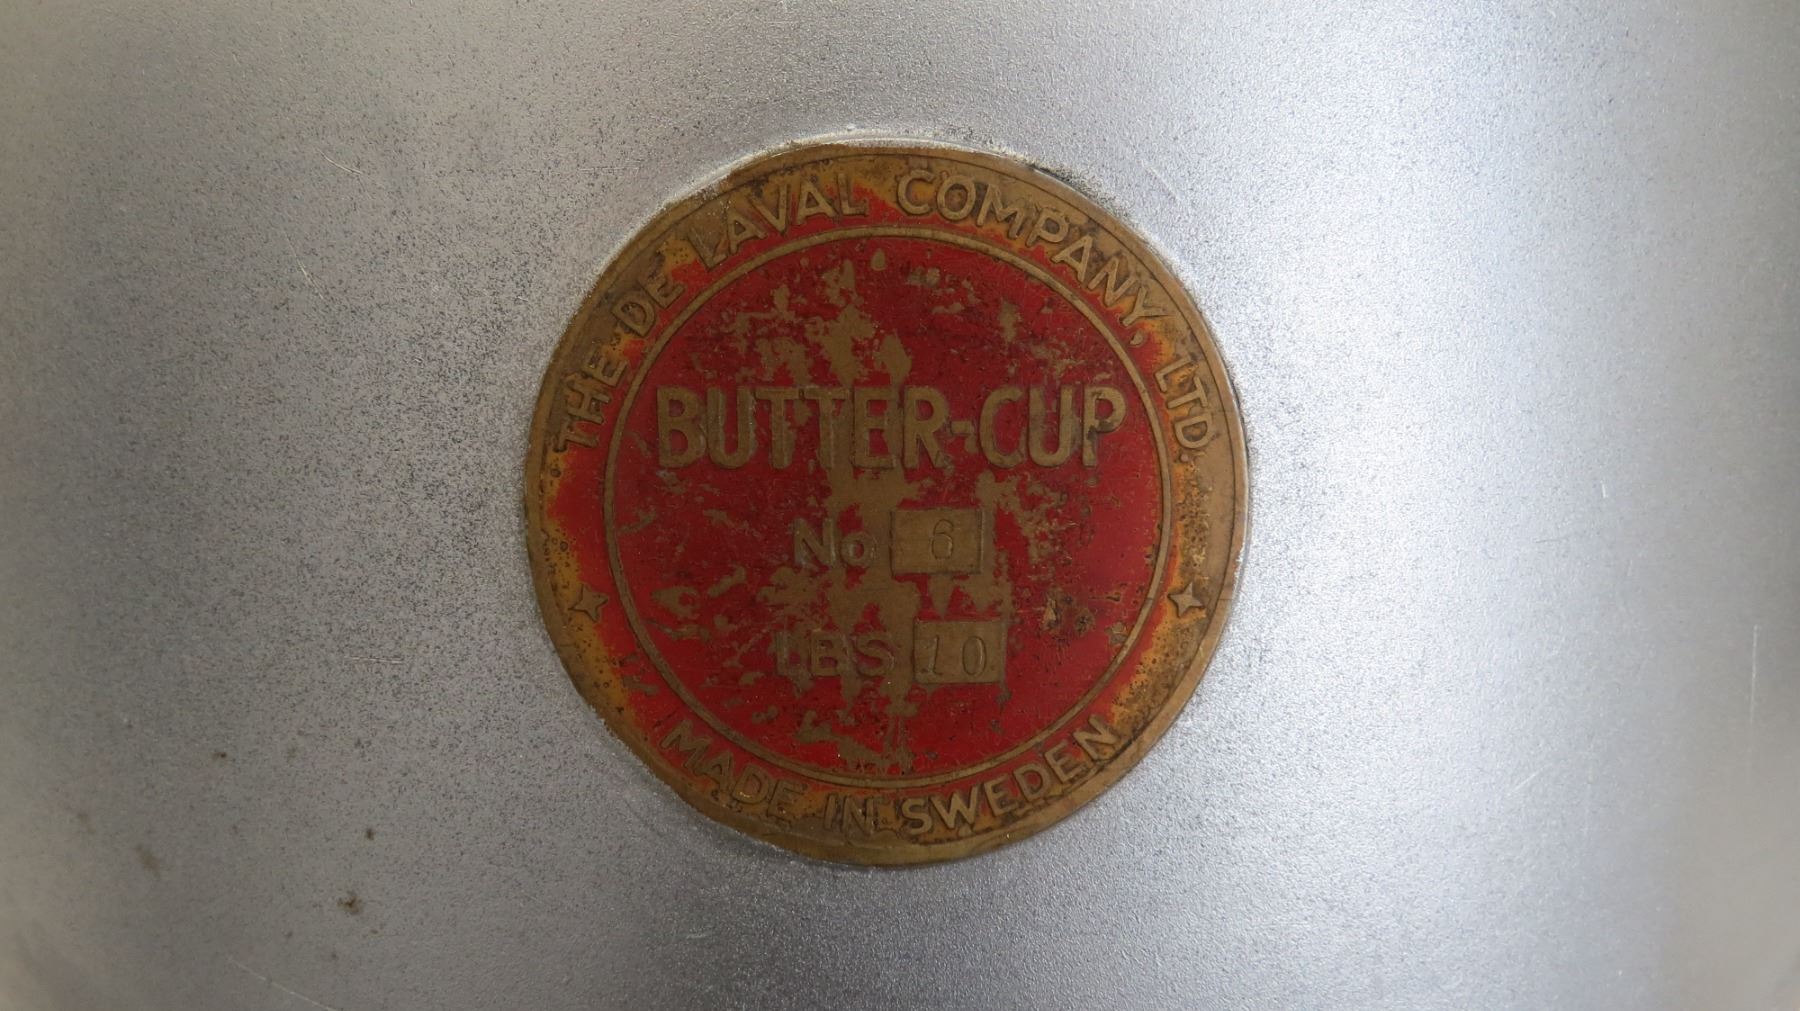 THE DE LAVAL COMPANY, LTD.
BUTTER-CUP
No 6
LBS 10
MADE IN SWEDEN